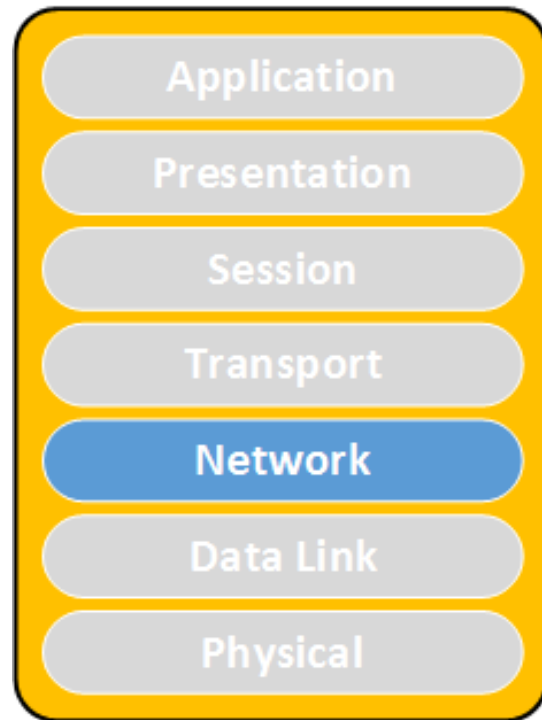 Application
Presentation
Session
Transport
Network
Data Link
Physical